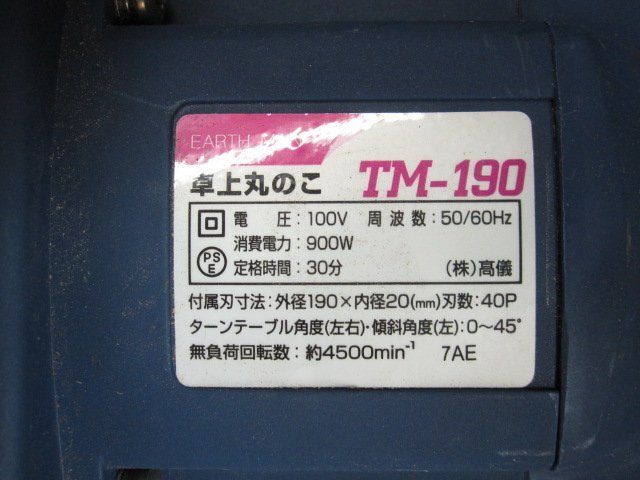 EARTH
卓上丸のこ TM-190
電圧:100V 周波数:50/60Hz
消費電力:900W
PS
E
定格時間:30分 (株)高儀
付属刃寸法:外径190×内径20(mm)刃数:40P
ターンテーブル角度(左右)・傾斜角度(左):0～45°
無負荷回転数:約4500min⁻¹ 7AE